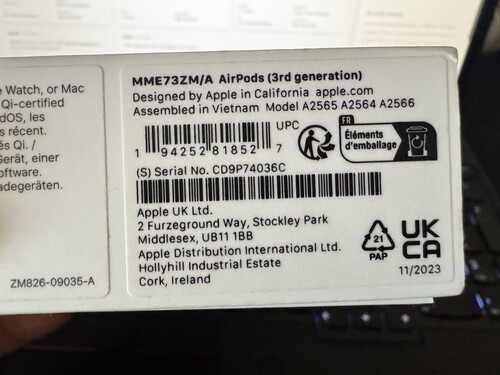 e Watch, or Mac
Qi-certified
dOS, les
s récent.
és Qi. /
Gerät, einer
oftware.
adegeräten.
ZM826-09035-A
MME73ZM/A AirPods (3rd generation)
Designed by Apple in California apple.com
Assembled in Vietnam Model A2565 A2564 A2566
UPC
1 94252 81852 7
FR
Éléments
d'emballage
(S) Serial No. CD9P74036C
Apple UK Ltd.
2 Furzeground Way, Stockley Park
Middlesex, UB11 1BB
Apple Distribution International Ltd.
Hollyhill Industrial Estate
Cork, Ireland
21
PAP
UK
CA
11/2023